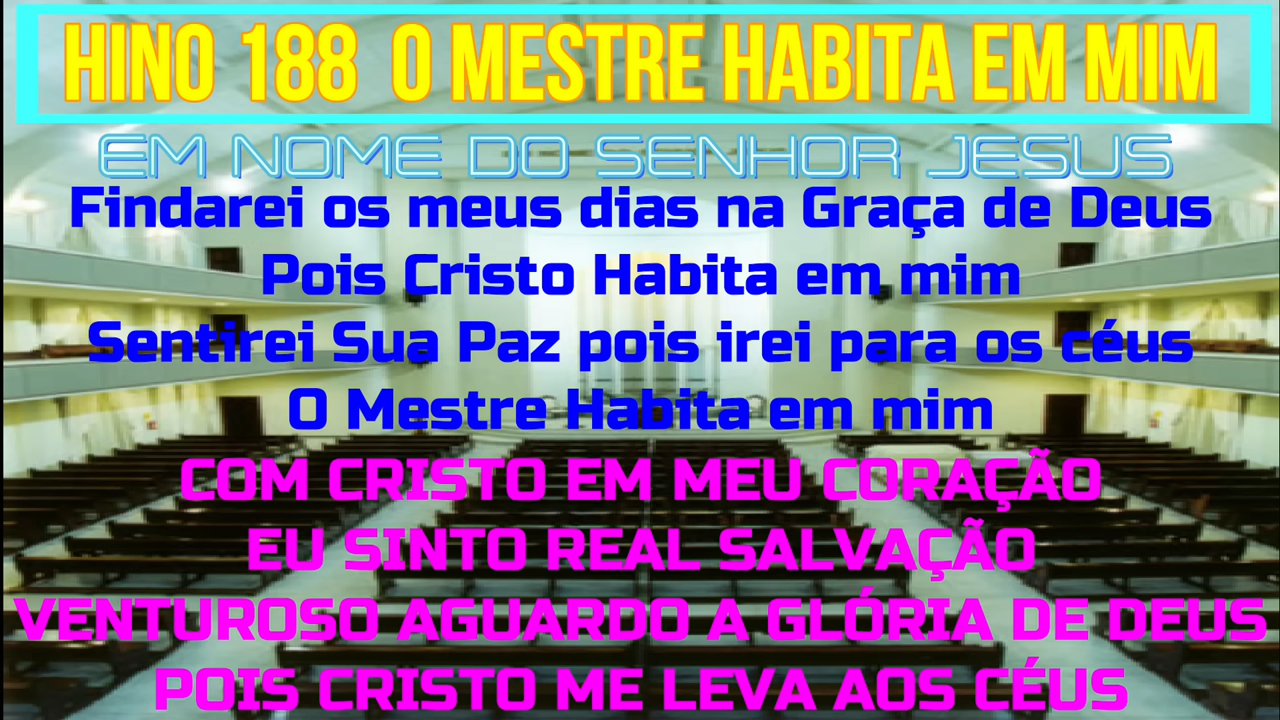 HINO 188 O MESTRE HABITA EM MIM
EM NOME DO SENHOR JESUS
Findarei os meus dias na Graça de Deus
Pois Cristo Habita em mim
Sentirei Sua Paz pois irei para os céus
O Mestre Habita em mim
COM CRISTO EM MEU CORAÇÃO
EU SINTO REAL SALVAÇÃO
VENTUROSO AGUARDO A GLÓRIA DE DEUS
POIS CRISTO ME LEVA AOS CÉUS